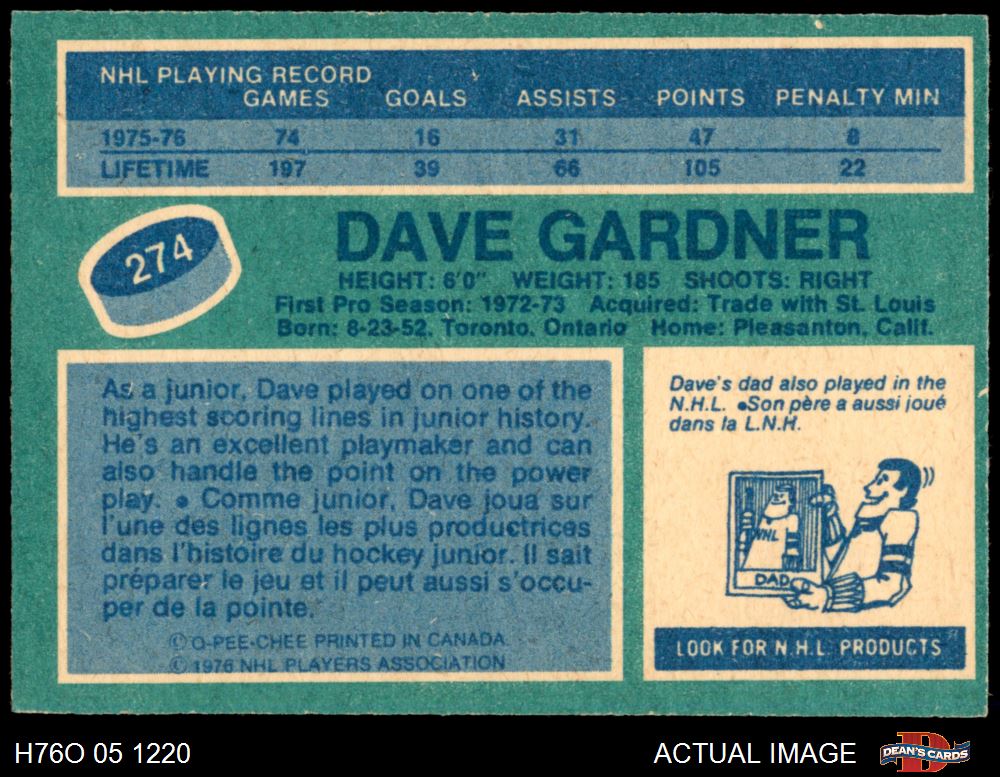 NHL PLAYING RECORD
GAMES GOALS ASSISTS POINTS PENALTY MIN
1975-76 74 16 31 47 8
LIFETIME 197 39 66 105 22
274
DAVE GARDNER
HEIGHT: 6'0" WEIGHT: 185 SHOOTS: RIGHT
First Pro Season: 1972-73 Acquired: Trade with St. Louis
Born: 8-23-52, Toronto, Ontario Home: Pleasanton, Calif.
As a junior, Dave played on one of the
highest scoring lines in junior history.
He's an excellent playmaker and can
also handle the point on the power
play. • Comme junior, Dave joua sur
l'une des lignes les plus productrices
dans l'histoire du hockey junior. Il sait
préparer le jeu et il peut aussi s'occu-
per de la pointe.
© O-PEE-CHEE PRINTED IN CANADA
© 1976 NHL PLAYERS ASSOCIATION
Dave's dad also played in the
N.H.L. •Son père a aussi joué
dans la L.N.H.
NHL
DAD
LOOK FOR N.H.L. PRODUCTS
H76O 05 1220
ACTUAL IMAGE
D
DEAN'S CARDS